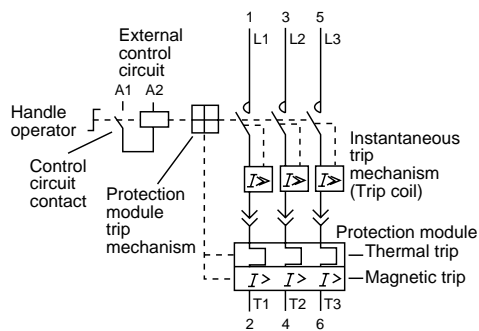 1 3 5
L1 L2 L3
External
control
circuit
A1 A2
Handle
operator
Control
circuit
contact
Protection
module
trip
mechanism
Instantaneous
trip
mechanism
(Trip coil)
I≫ I≫ I≫
Protection module
Thermal trip
Magnetic trip
I> I> I>
T1 T2 T3
2 4 6